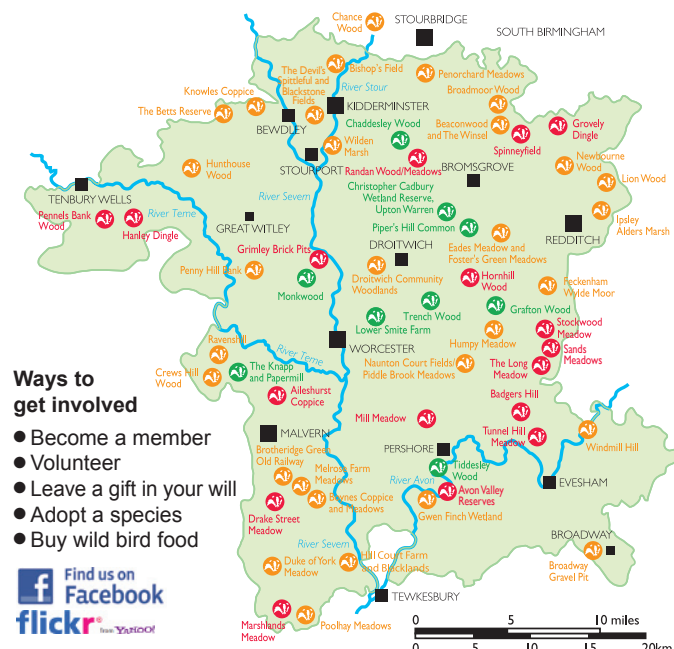 Chance
Wood
STOURBRIDGE
SOUTH BIRMINGHAM
The Devil's
Spittleful and
Blackstone
Fields
Bishop's Field
Penorchard Meadows
Knowles Coppice
River Stour
Broadmoor Wood
The Betts Reserve
KIDDERMINSTER
BEWDLEY
Chaddesley Wood
Beaconwood
and The Winsel
Grovely
Dingle
Spinneyfield
Wilden
Marsh
STOURPORT
Randan Wood/Meadows
BROMSGROVE
Newbourne
Wood
Hunthouse
Wood
Lion Wood
TENBURY WELLS
River Severn
Christopher Cadbury
Wetland Reserve,
Upton Warren
Pennels Bank
Wood
River Teme
Hanley Dingle
GREAT WITLEY
Piper's Hill Common
Ipsley
Alders Marsh
REDDITCH
Grimley Brick Pits
DROITWICH
Eades Meadow and
Foster's Green Meadows
Penny Hill Bank
Monkwood
Droitwich Community
Woodlands
Hornhill
Wood
Feckenham
Wylde Moor
Trench Wood
Grafton Wood
Lower Smite Farm
Stockwood
Meadow
Humpy Meadow
Ravenshill
River Teme
WORCESTER
Sands
Meadows
Crews Hill
Wood
The Knapp
and Papermill
Naunton Court Fields/
Piddle Brook Meadows
The Long
Meadow
Aileshurst
Coppice
Badgers Hill
Mill Meadow
Tunnel Hill
Meadow
Windmill Hill
MALVERN
PERSHORE
Brotheridge Green
Old Railway
Melrose Farm
Meadows
Tiddesley
Wood
River Avon
EVESHAM
Baynes Coppice
and Meadows
Avon Valley
Reserves
Drake Street
Meadow
Gwen Finch Wetland
River Severn
BROADWAY
Duke of York
Meadow
Hill Court Farm
and Blacklands
Broadway
Gravel Pit
TEWKESBURY
Marshlands
Meadow
Poolhay Meadows
0 5 10 miles
0 5 10 15 20km
Ways to
get involved
● Become a member
● Volunteer
● Leave a gift in your will
● Adopt a species
● Buy wild bird food
f Find us on
Facebook
flickr® from YAHOO!